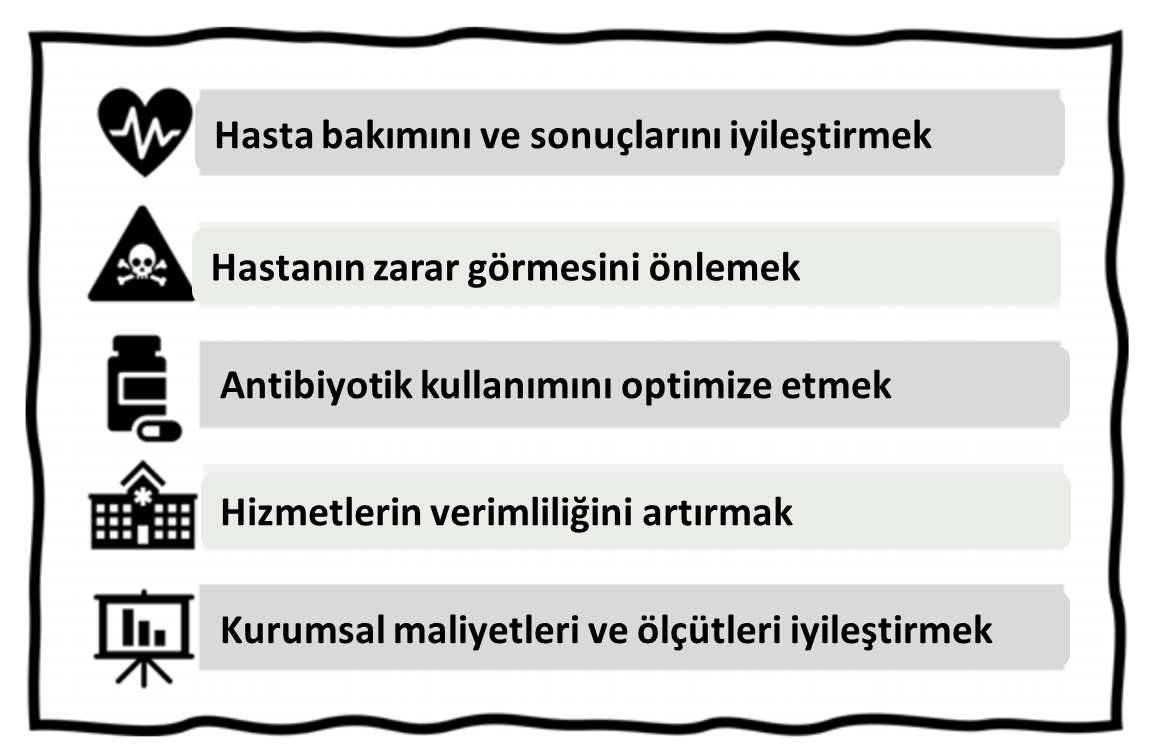 Hasta bakımını ve sonuçlarını iyileştirmek
Hastanın zarar görmesini önlemek
Antibiyotik kullanımını optimize etmek
Hizmetlerin verimliliğini artırmak
Kurumsal maliyetleri ve ölçütleri iyileştirmek